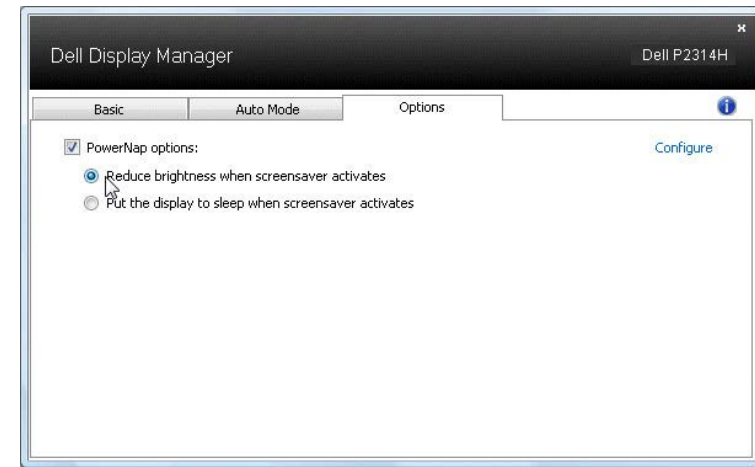 Dell Display Manager
Dell P2314H
Basic
Auto Mode
Options
PowerNap options:
Configure
Reduce brightness when screensaver activates
Put the display to sleep when screensaver activates